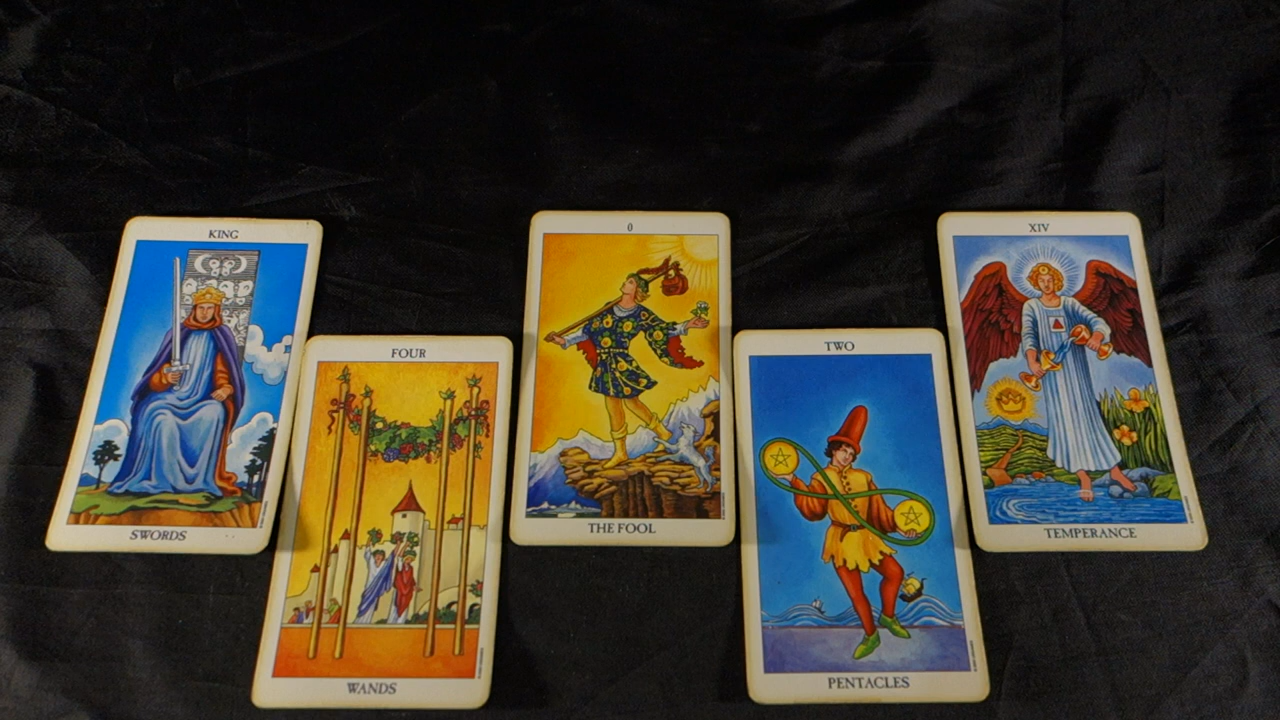 KING
SWORDS
FOUR
WANDS
0
THE FOOL
TWO
PENTACLES
XIV
TEMPERANCE